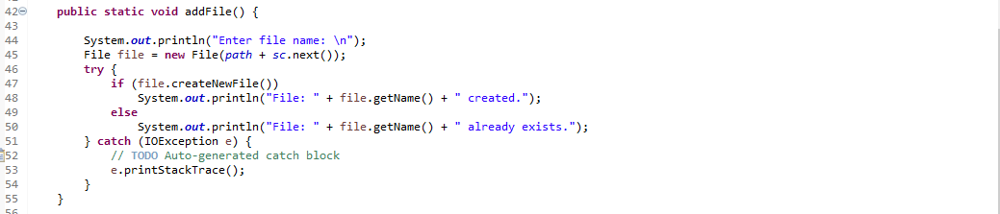 42 public static void addFile() {
43
44 System.out.println("Enter file name: \n");
45 File file = new File(path + sc.next());
46 try {
47 if (file.createNewFile())
48 System.out.println("File: " + file.getName() + " created.");
49 else
50 System.out.println("File: " + file.getName() + " already exists.");
51 } catch (IOException e) {
52 // TODO Auto-generated catch block
53 e.printStackTrace();
54 }
55 }